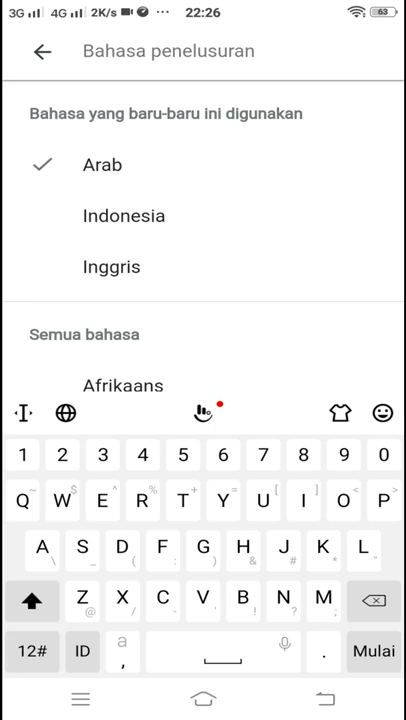 3G 4G 2K/s ... 22:26 63
Bahasa penelusuran
Bahasa yang baru-baru ini digunakan
Arab
Indonesia
Inggris
Semua bahasa
Afrikaans
1 2 3 4 5 6 7 8 9 0
Q~ W$ E^ R% T+ Y= U[ I] O< P>
A\ S_ D( F: G) H& J# K* L"
Z@ X/ C- V' B! N? M;
12# ID a , . Mulai